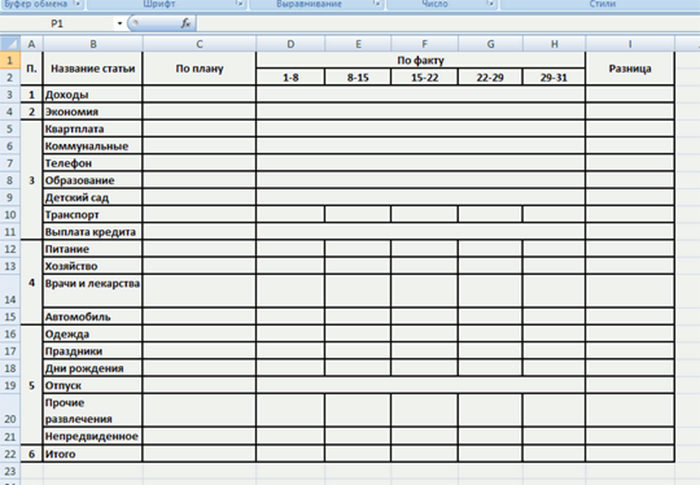 Буфер обмена Шрифт Выравнивание Число Стили
P1 fx
A B C D E F G H I
1 П. Название статьи По плану По факту Разница
2 1-8 8-15 15-22 22-29 29-31
3 1 Доходы
4 2 Экономия
5 Квартплата
6 Коммунальные
7 Телефон
8 3 Образование
9 Детский сад
10 Транспорт
11 Выплата кредита
12 Питание
13 Хозяйство
14 4 Врачи и лекарства
15 Автомобиль
16 Одежда
17 Праздники
18 Дни рождения
19 5 Отпуск
Прочие
20 развлечения
21 Непредвиденное
22 6 Итого
23